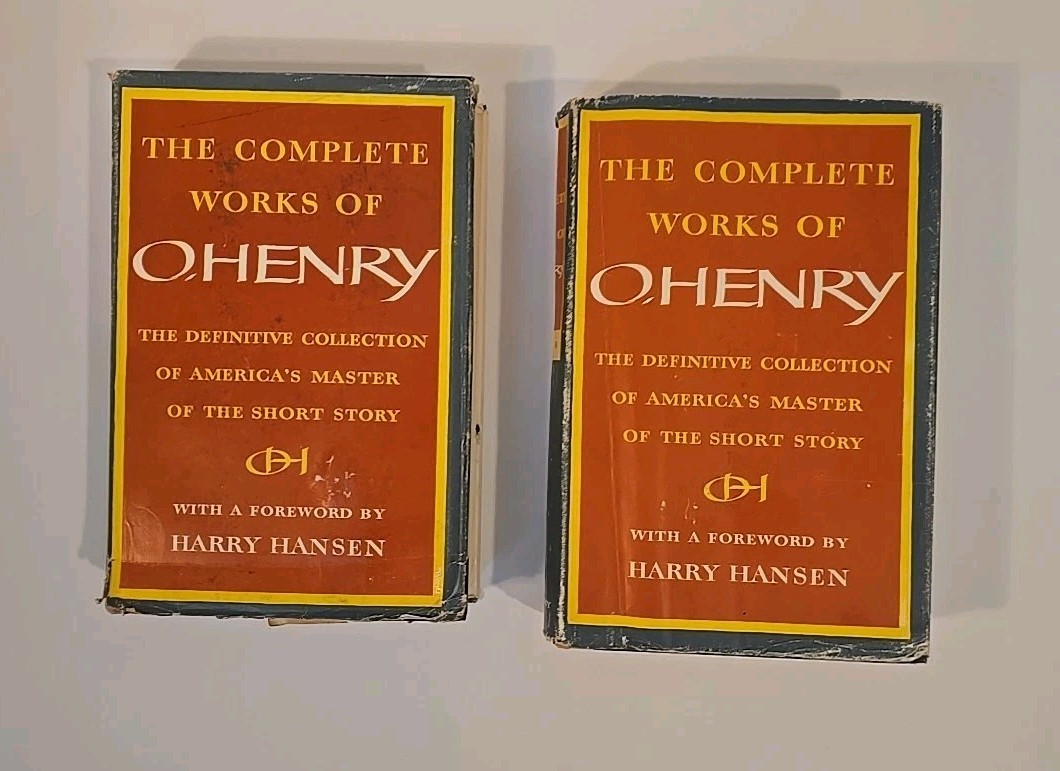 THE COMPLETE
WORKS OF
O. HENRY
THE DEFINITIVE COLLECTION
OF AMERICA'S MASTER
OF THE SHORT STORY
OH
WITH A FOREWORD BY
HARRY HANSEN
THE COMPLETE
WORKS OF
O. HENRY
THE DEFINITIVE COLLECTION
OF AMERICA'S MASTER
OF THE SHORT STORY
OH
WITH A FOREWORD BY
HARRY HANSEN